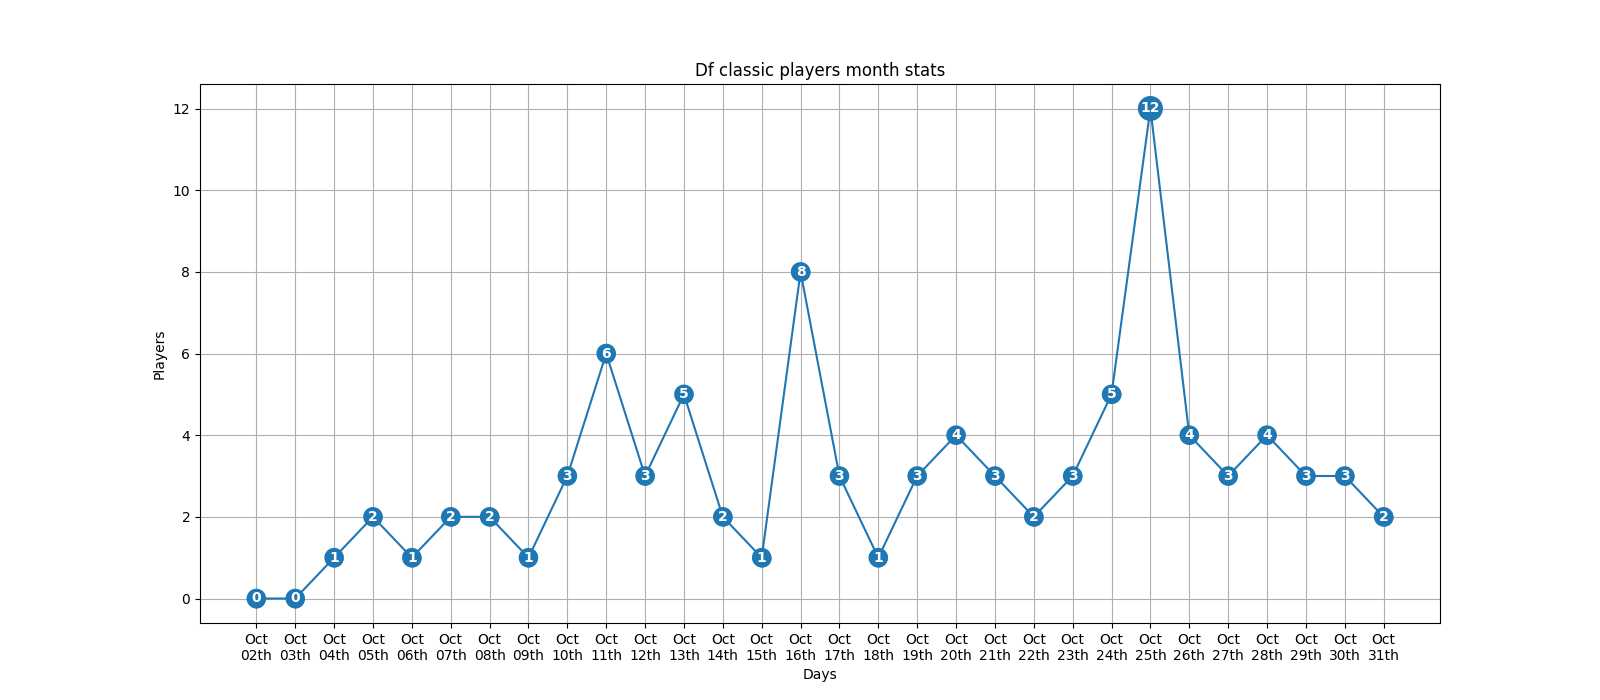 Df classic players month stats
12
10
8
6
4
2
0
Players
0 0 1 2 1 2 2 1 3 6 3 5 2 1 8 3 1 3 4 3 2 3 5 12 4 3 4 3 3 2
Oct Oct Oct Oct Oct Oct Oct Oct Oct Oct Oct Oct Oct Oct Oct Oct Oct Oct Oct Oct Oct Oct Oct Oct Oct Oct Oct Oct Oct Oct
02th 03th 04th 05th 06th 07th 08th 09th 10th 11th 12th 13th 14th 15th 16th 17th 18th 19th 20th 21th 22th 23th 24th 25th 26th 27th 28th 29th 30th 31th
Days